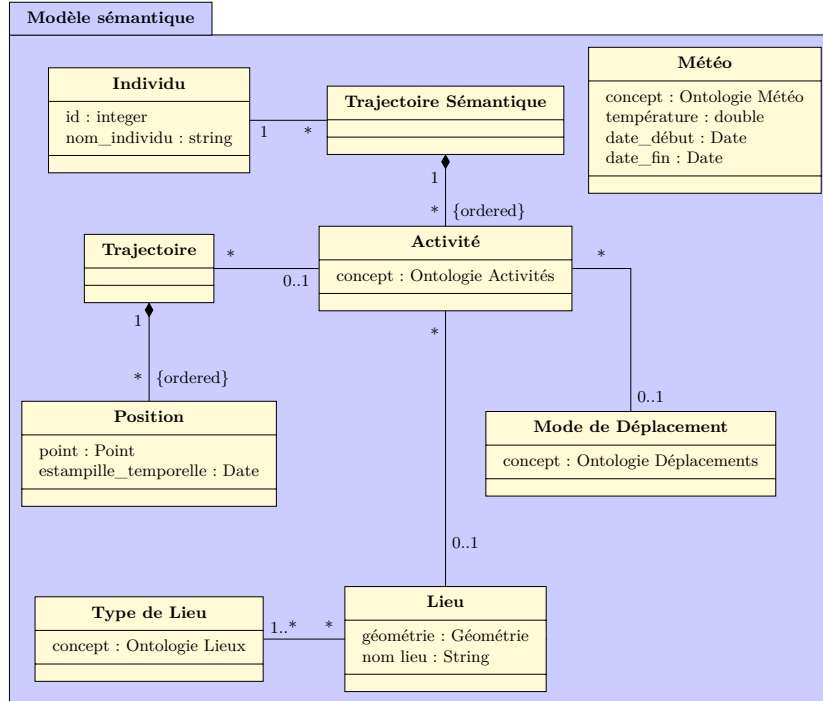 Modèle sémantique
Individu
id : integer
nom_individu : string
1
*
Trajectoire Sémantique
Météo
concept : Ontologie Météo
température : double
date_début : Date
date_fin : Date
1
* {ordered}
Trajectoire
*
0..1
Activité
concept : Ontologie Activités
*
1
* {ordered}
*
0..1
Position
point : Point
estampille_temporelle : Date
Mode de Déplacement
concept : Ontologie Déplacements
0..1
Type de Lieu
concept : Ontologie Lieux
1..*
*
Lieu
géométrie : Géométrie
nom lieu : String